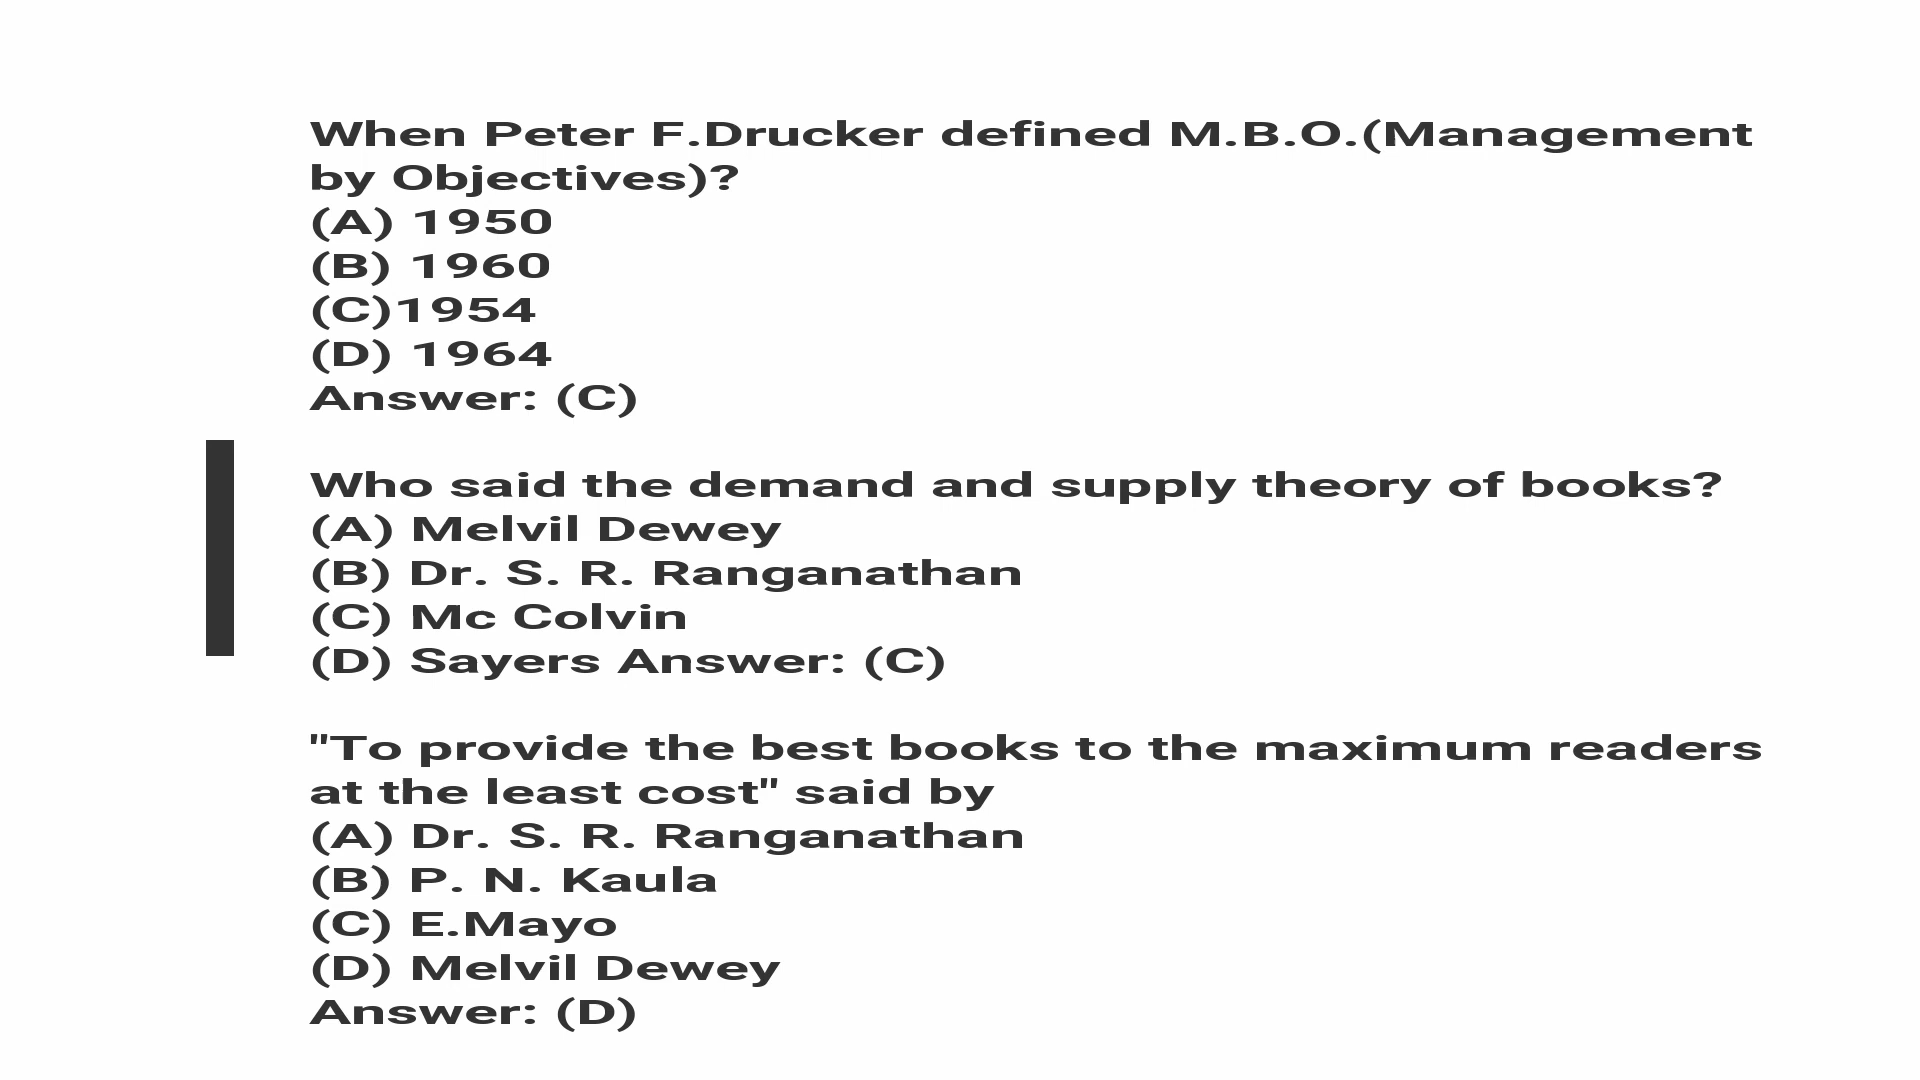 When Peter F.Drucker defined M.B.O.(Management
by Objectives)?
(A) 1950
(B) 1960
(C)1954
(D) 1964
Answer: (C)
Who said the demand and supply theory of books?
(A) Melvil Dewey
(B) Dr. S. R. Ranganathan
(C) Mc Colvin
(D) Sayers Answer: (C)
"To provide the best books to the maximum readers
at the least cost" said by
(A) Dr. S. R. Ranganathan
(B) P. N. Kaula
(C) E.Mayo
(D) Melvil Dewey
Answer: (D)